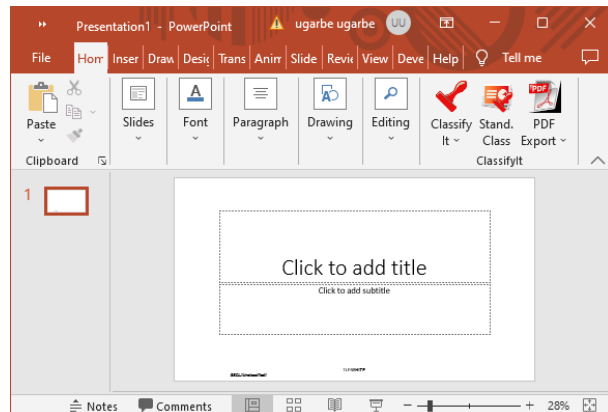 Presentation1 - PowerPoint
ugarbe ugarbe
UU
File Hom Inser Draw Desig Trans Anim Slide Revie View Deve Help Tell me
Paste
Slides
Font
Paragraph
Drawing
Editing
Classify It
Stand. Class
PDF
PDF Export
Clipboard
ClassifyIt
1
Click to add title
Click to add subtitle
Notes
Comments
28%